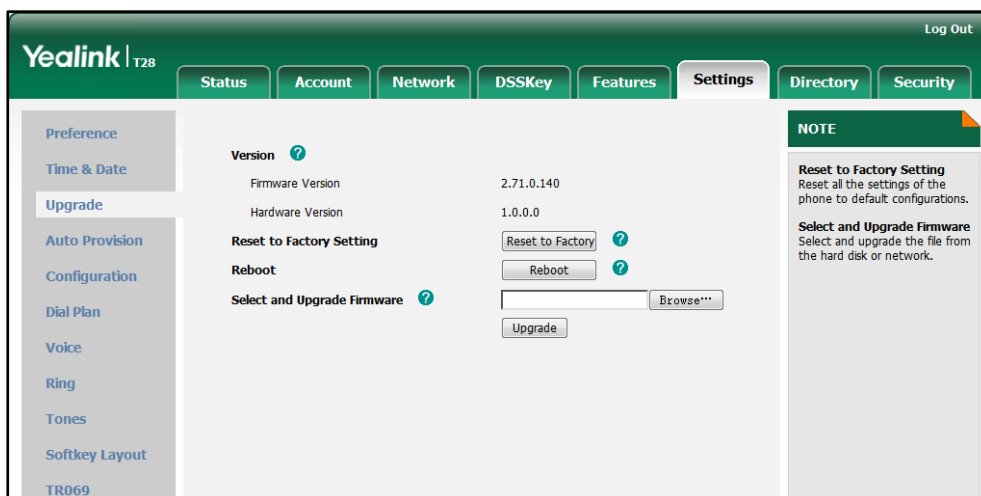 Log Out
Yealink | T28
Status Account Network DSSKey Features Settings Directory Security
Preference
Time & Date
Upgrade
Auto Provision
Configuration
Dial Plan
Voice
Ring
Tones
Softkey Layout
TR069
Version ?
Firmware Version 2.71.0.140
Hardware Version 1.0.0.0
Reset to Factory Setting Reset to Factory ?
Reboot Reboot ?
Select and Upgrade Firmware ? Browse...
Upgrade
NOTE
Reset to Factory Setting
Reset all the settings of the
phone to default configurations.
Select and Upgrade Firmware
Select and upgrade the file from
the hard disk or network.